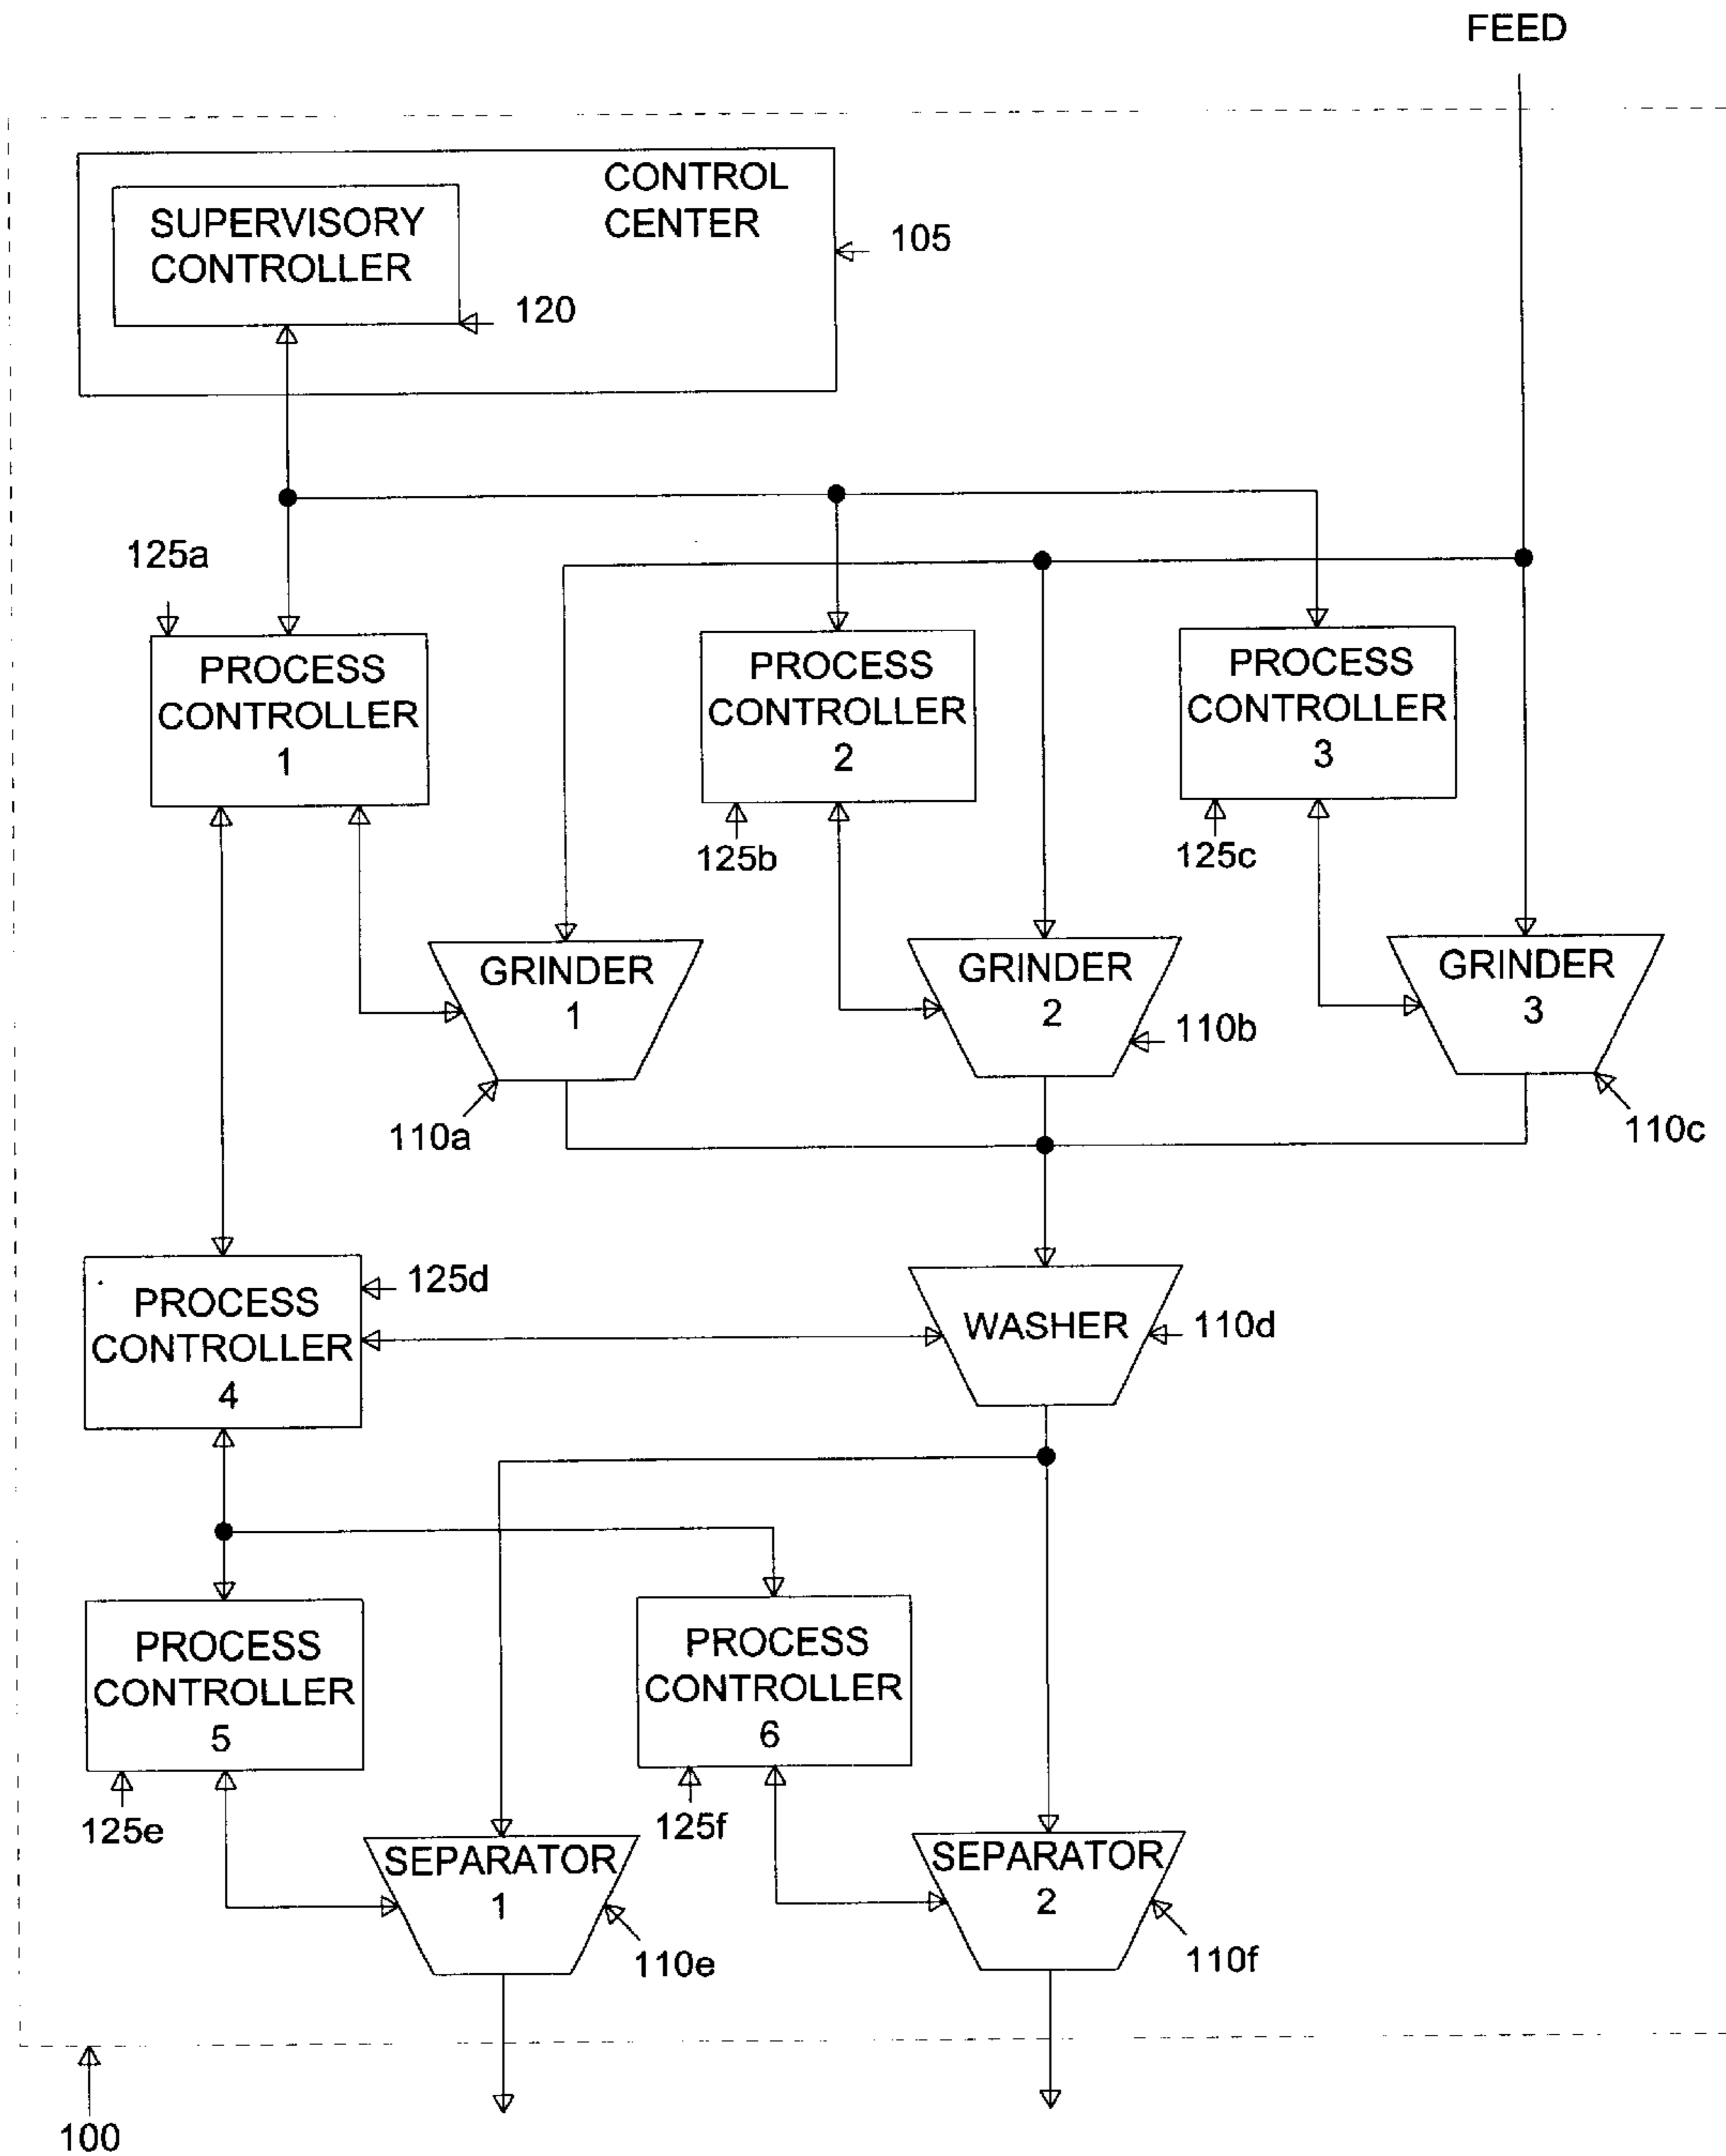 FEED
CONTROL
CENTER
105
SUPERVISORY
CONTROLLER
120
125a
PROCESS
CONTROLLER
1
PROCESS
CONTROLLER
2
PROCESS
CONTROLLER
3
125b
125c
GRINDER
1
GRINDER
2
GRINDER
3
110b
110a
110c
125d
PROCESS
CONTROLLER
4
WASHER
110d
PROCESS
CONTROLLER
5
PROCESS
CONTROLLER
6
125e
125f
SEPARATOR
1
SEPARATOR
2
110e
110f
100